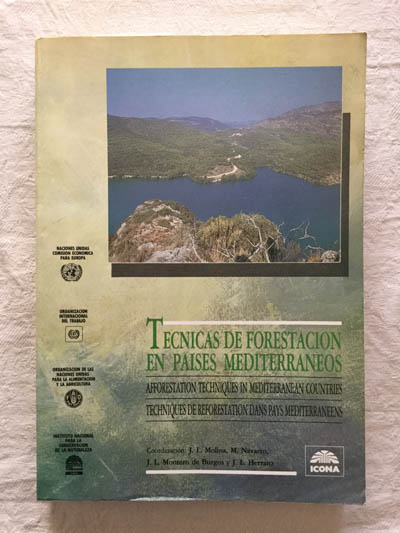 NACIONES UNIDAS
COMISION ECONOMICA
PARA EUROPA
ORGANIZACION
INTERNACIONAL
DEL TRABAJO
ORGANIZACION DE LAS
NACIONES UNIDAS
PARA LA ALIMENTACION
Y LA AGRICULTURA
INSTITUTO NACIONAL
PARA LA
CONSERVACION
DE LA NATURALEZA
TECNICAS DE FORESTACION
EN PAISES MEDITERRANEOS
AFFORESTATION TECHNIQUES IN MEDITERRANEAN COUNTRIES
TECHNIQUES DE REFORESTATION DANS PAYS MEDITERRANEENS
Coordinación: J. L. Molina, M. Navarro,
J. L. Montero de Burgos y J. L. Herranz
ICONA